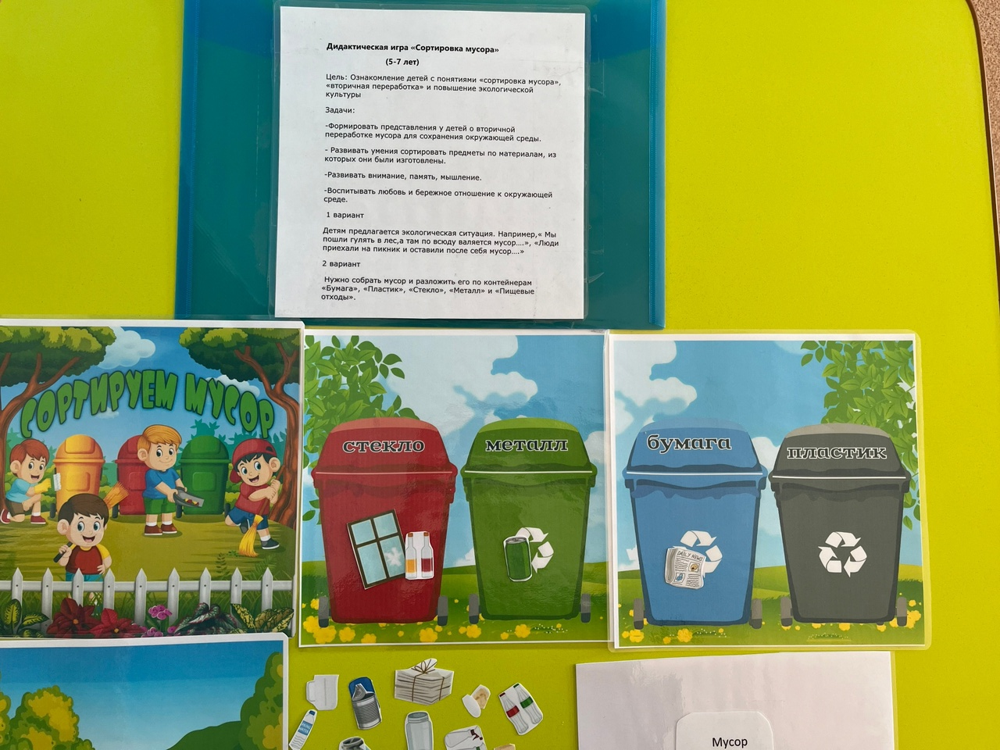 Дидактическая игра «Сортировка мусора»
(5-7 лет)
Цель: Ознакомление детей с понятиями «сортировка мусора»,
«вторичная переработка» и повышение экологической
культуры
Задачи:
-Формировать представления у детей о вторичной
переработке мусора для сохранения окружающей среды.
- Развивать умения сортировать предметы по материалам, из
которых они были изготовлены.
-Развивать внимание, память, мышление.
-Воспитывать любовь и бережное отношение к окружающей
среде.
1 вариант
Детям предлагается экологическая ситуация. Например,« Мы
пошли гулять в лес,а там по всюду валяется мусор....», «Люди
приехали на пикник и оставили после себя мусор....»
2 вариант
Нужно собрать мусор и разложить его по контейнерам
«Бумага», «Пластик», «Стекло», «Металл» и «Пищевые
отходы».
СОРТИРУЕМ МУСОР
стекло
металл
бумага
пластик
DAILY NEWS
Мусор